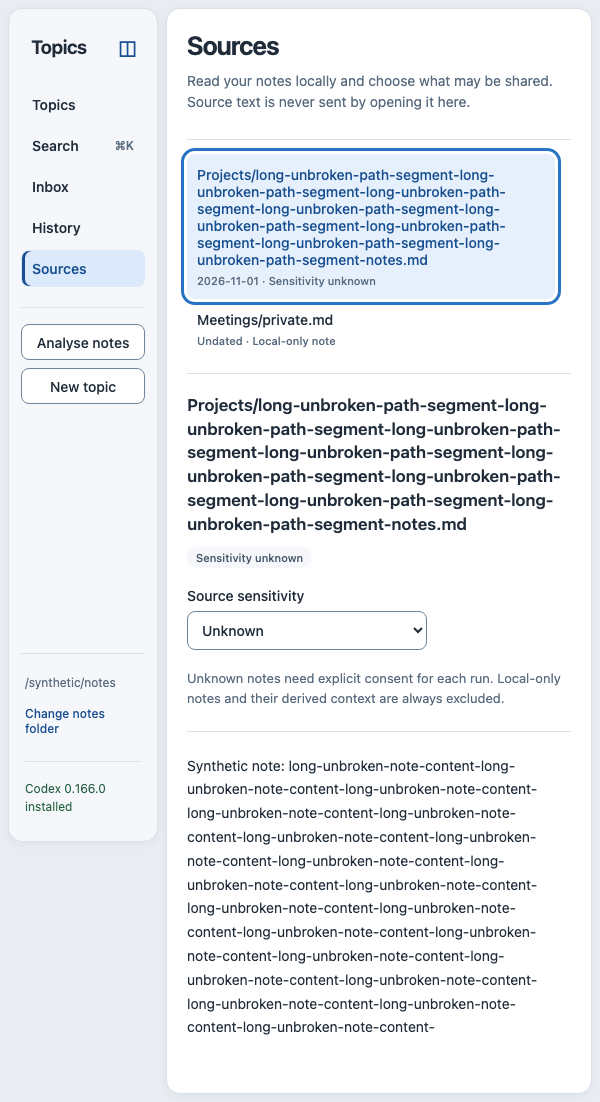 Topics
Topics
Search ⌘K
Inbox
History
Sources
Analyse notes
New topic
/synthetic/notes
Change notes
folder
Codex 0.166.0
installed
Sources
Read your notes locally and choose what may be shared.
Source text is never sent by opening it here.
Projects/long-unbroken-path-segment-long-
unbroken-path-segment-long-unbroken-path-
segment-long-unbroken-path-segment-long-
unbroken-path-segment-long-unbroken-path-
segment-long-unbroken-path-segment-long-
unbroken-path-segment-notes.md
2026-11-01 · Sensitivity unknown
Meetings/private.md
Undated · Local-only note
Projects/long-unbroken-path-segment-long-
unbroken-path-segment-long-unbroken-path-
segment-long-unbroken-path-segment-long-
unbroken-path-segment-long-unbroken-path-
segment-long-unbroken-path-segment-long-
unbroken-path-segment-notes.md
Sensitivity unknown
Source sensitivity
Unknown
Unknown notes need explicit consent for each run. Local-only
notes and their derived context are always excluded.
Synthetic note: long-unbroken-note-content-long-
unbroken-note-content-long-unbroken-note-content-
long-unbroken-note-content-long-unbroken-note-
content-long-unbroken-note-content-long-unbroken-
note-content-long-unbroken-note-content-long-
unbroken-note-content-long-unbroken-note-content-
long-unbroken-note-content-long-unbroken-note-
content-long-unbroken-note-content-long-unbroken-
note-content-long-unbroken-note-content-long-
unbroken-note-content-long-unbroken-note-content-
long-unbroken-note-content-long-unbroken-note-
content-long-unbroken-note-content-